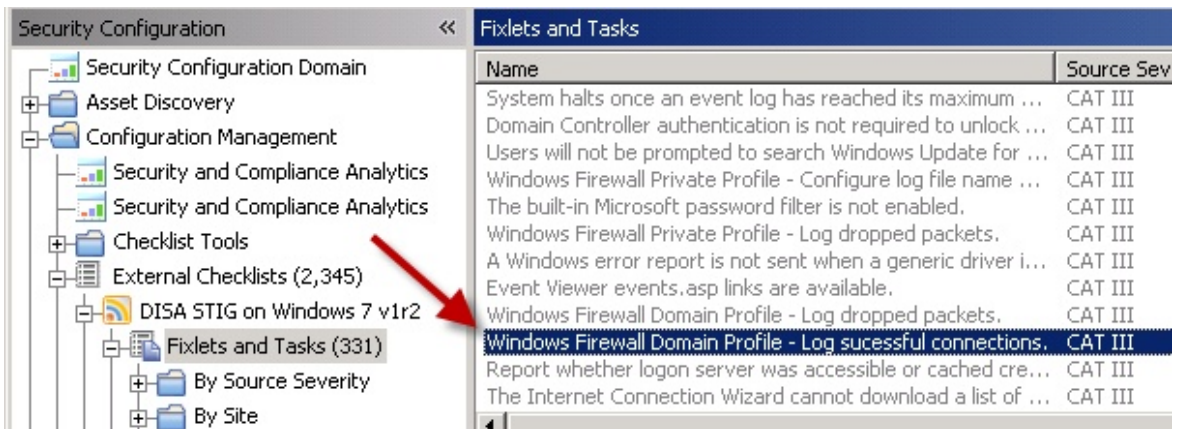 Security Configuration «
Security Configuration Domain
Asset Discovery
Configuration Management
Security and Compliance Analytics
Security and Compliance Analytics
Checklist Tools
External Checklists (2,345)
DISA STIG on Windows 7 v1r2
Fixlets and Tasks (331)
By Source Severity
By Site
Fixlets and Tasks
Name Source Sev
System halts once an event log has reached its maximum ... CAT III
Domain Controller authentication is not required to unlock ... CAT III
Users will not be prompted to search Windows Update for ... CAT III
Windows Firewall Private Profile - Configure log file name ... CAT III
The built-in Microsoft password filter is not enabled. CAT III
Windows Firewall Private Profile - Log dropped packets. CAT III
A Windows error report is not sent when a generic driver i... CAT III
Event Viewer events.asp links are available. CAT III
Windows Firewall Domain Profile - Log dropped packets. CAT III
Windows Firewall Domain Profile - Log sucessful connections. CAT III
Report whether logon server was accessible or cached cre... CAT III
The Internet Connection Wizard cannot download a list of ... CAT III